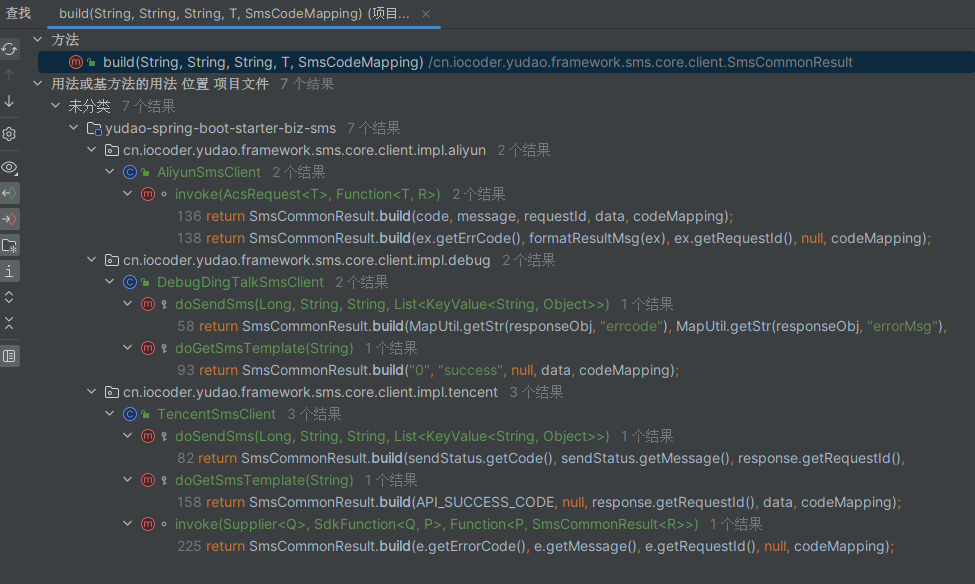 查找 build(String, String, String, T, SmsCodeMapping) (项目... ×
方法
build(String, String, String, T, SmsCodeMapping) /cn.iocoder.yudao.framework.sms.core.client.SmsCommonResult
用法或基方法的用法 位置 项目文件 7 个结果
未分类 7 个结果
yudao-spring-boot-starter-biz-sms 7 个结果
cn.iocoder.yudao.framework.sms.core.client.impl.aliyun 2 个结果
AliyunSmsClient 2 个结果
invoke(AcsRequest<T>, Function<T, R>) 2 个结果
136 return SmsCommonResult.build(code, message, requestId, data, codeMapping);
138 return SmsCommonResult.build(ex.getErrCode(), formatResultMsg(ex), ex.getRequestId(), null, codeMapping);
cn.iocoder.yudao.framework.sms.core.client.impl.debug 2 个结果
DebugDingTalkSmsClient 2 个结果
doSendSms(Long, String, String, List<KeyValue<String, Object>>) 1 个结果
58 return SmsCommonResult.build(MapUtil.getStr(responseObj, "errcode"), MapUtil.getStr(responseObj, "errorMsg"),
doGetSmsTemplate(String) 1 个结果
93 return SmsCommonResult.build("0", "success", null, data, codeMapping);
cn.iocoder.yudao.framework.sms.core.client.impl.tencent 3 个结果
TencentSmsClient 3 个结果
doSendSms(Long, String, String, List<KeyValue<String, Object>>) 1 个结果
82 return SmsCommonResult.build(sendStatus.getCode(), sendStatus.getMessage(), response.getRequestId(),
doGetSmsTemplate(String) 1 个结果
158 return SmsCommonResult.build(API_SUCCESS_CODE, null, response.getRequestId(), data, codeMapping);
invoke(Supplier<Q>, SdkFunction<Q, P>, Function<P, SmsCommonResult<R>>) 1 个结果
225 return SmsCommonResult.build(e.getErrorCode(), e.getMessage(), e.getRequestId(), null, codeMapping);